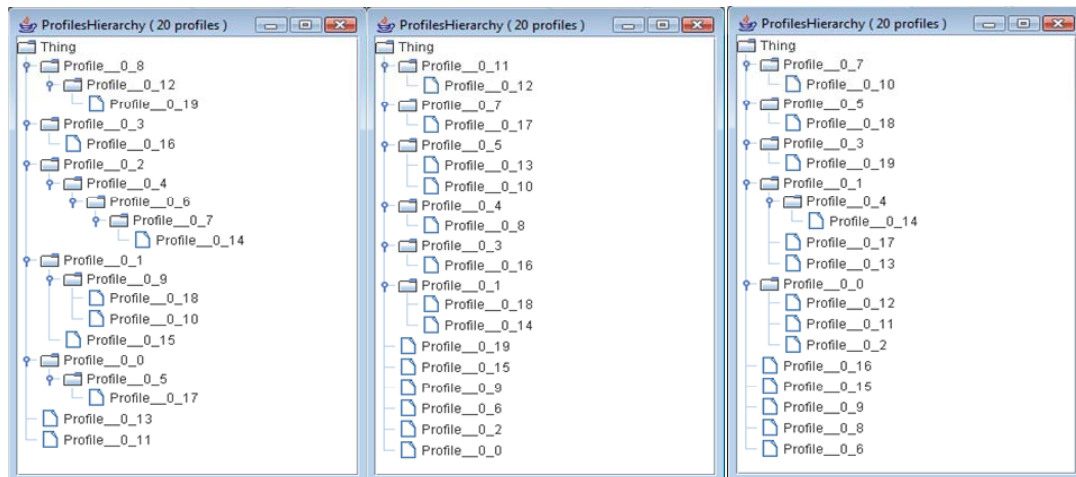 ProfilesHierarchy ( 20 profiles )
Thing
Profile__0_8
Profile__0_12
Profile__0_19
Profile__0_3
Profile__0_16
Profile__0_2
Profile__0_4
Profile__0_6
Profile__0_7
Profile__0_14
Profile__0_1
Profile__0_9
Profile__0_18
Profile__0_10
Profile__0_15
Profile__0_0
Profile__0_5
Profile__0_17
Profile__0_13
Profile__0_11
ProfilesHierarchy ( 20 profiles )
Thing
Profile__0_11
Profile__0_12
Profile__0_7
Profile__0_17
Profile__0_5
Profile__0_13
Profile__0_10
Profile__0_4
Profile__0_8
Profile__0_3
Profile__0_16
Profile__0_1
Profile__0_18
Profile__0_14
Profile__0_19
Profile__0_15
Profile__0_9
Profile__0_6
Profile__0_2
Profile__0_0
ProfilesHierarchy ( 20 profiles )
Thing
Profile__0_7
Profile__0_10
Profile__0_5
Profile__0_18
Profile__0_3
Profile__0_19
Profile__0_1
Profile__0_4
Profile__0_14
Profile__0_17
Profile__0_13
Profile__0_0
Profile__0_12
Profile__0_11
Profile__0_2
Profile__0_16
Profile__0_15
Profile__0_9
Profile__0_8
Profile__0_6